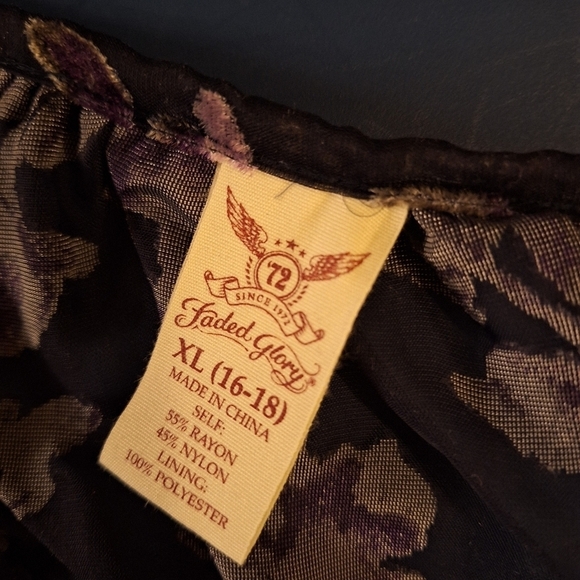 '72
SINCE 1972
Faded Glory®
XL (16-18)
MADE IN CHINA
SELF:
55% RAYON
45% NYLON
LINING:
100% POLYESTER